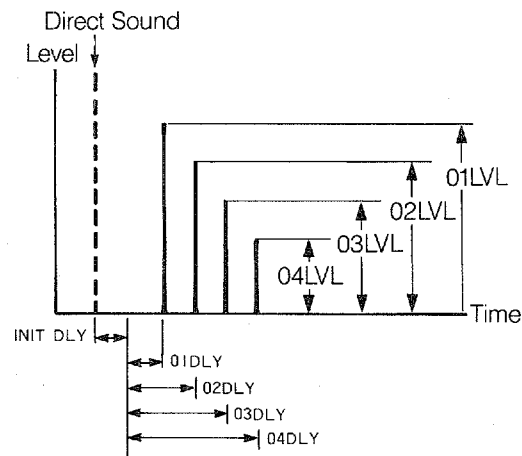 Direct Sound
Level
01LVL
02LVL
03LVL
04LVL
Time
INIT DLY
01DLY
02DLY
03DLY
04DLY